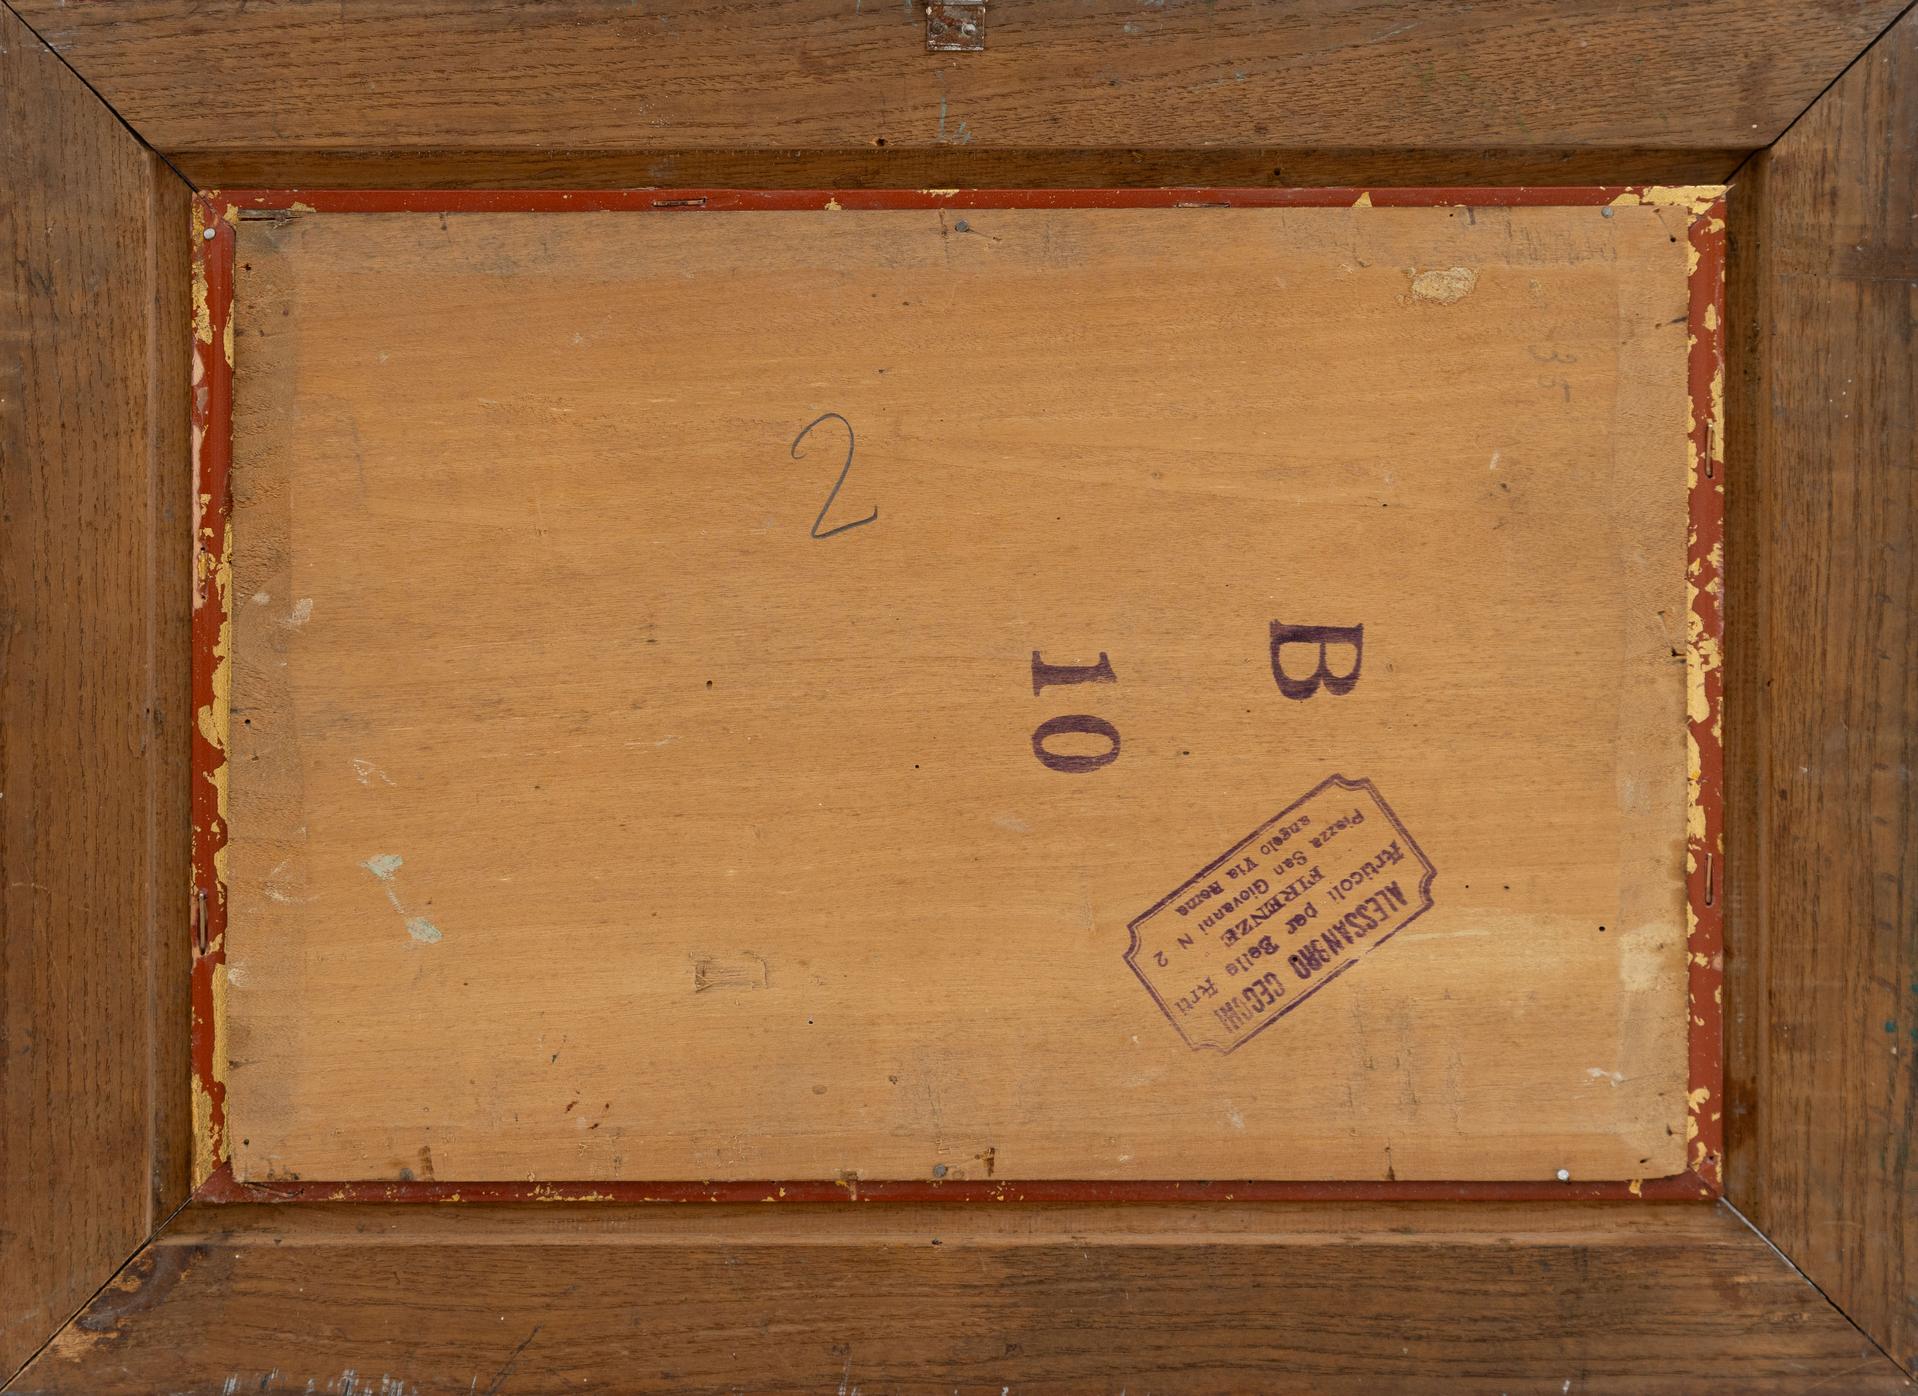 2
B
10
ALESSANDRO CECCHI
Articoli per Belle Arti
FIRENZE
Piazza San Giovanni N 2
angolo Via Roma